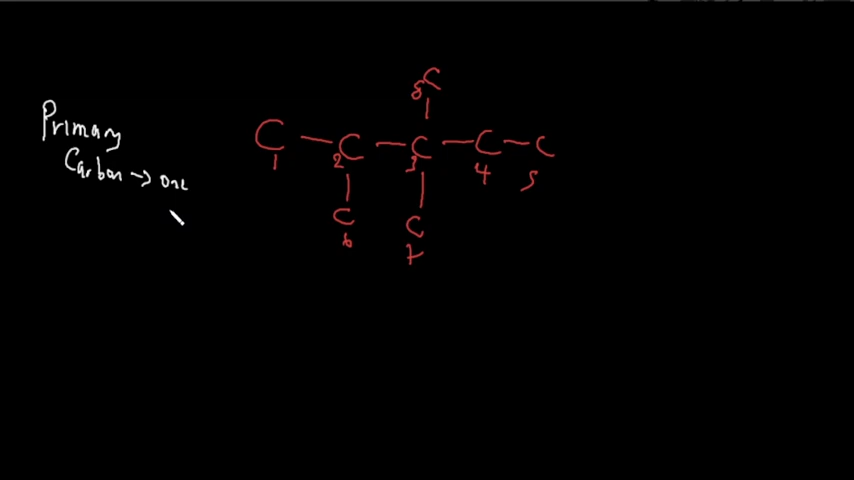 8 C
Primary
Carbon → one
C — C — C — C — C
1 2 3 4 5
C C
6 7